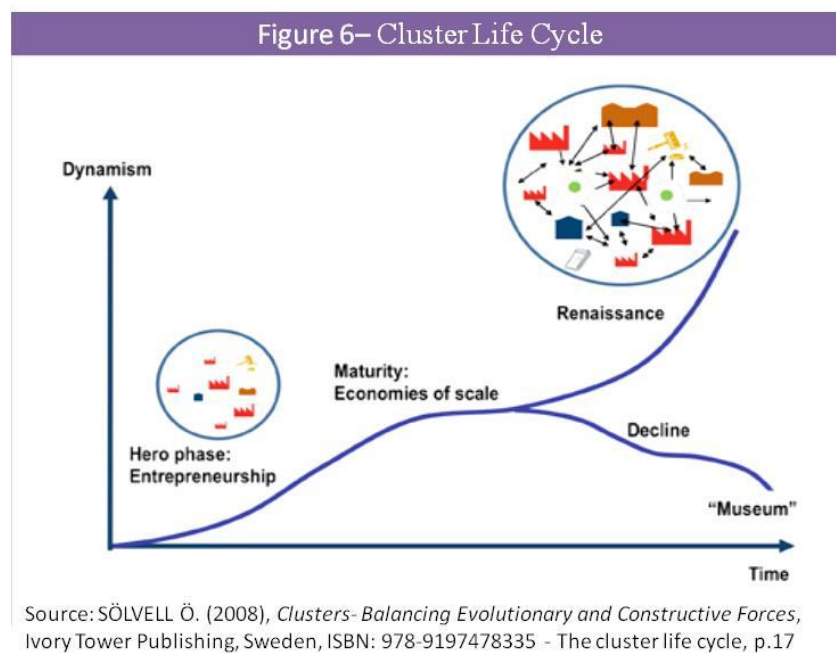 Figure 6– Cluster Life Cycle
Dynamism
Renaissance
Maturity:
Economies of scale
Hero phase:
Entrepreneurship
Decline
“Museum”
Time
Source: SÖLVELL Ö. (2008), Clusters- Balancing Evolutionary and Constructive Forces,
Ivory Tower Publishing, Sweden, ISBN: 978-9197478335 - The cluster life cycle, p.17